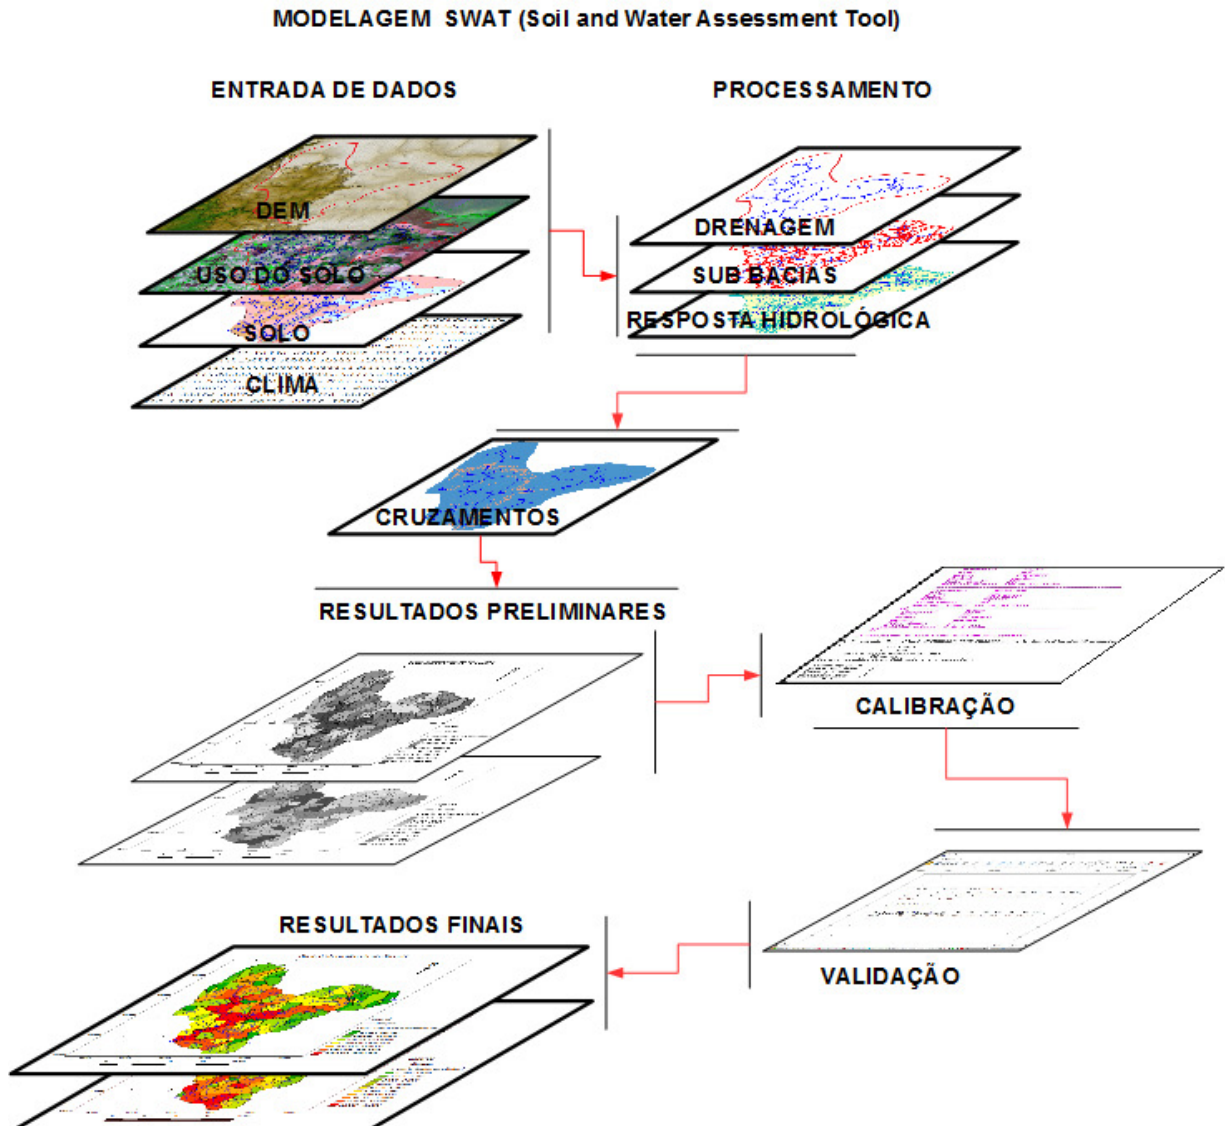 MODELAGEM SWAT (Soil and Water Assessment Tool)
ENTRADA DE DADOS
PROCESSAMENTO
DEM
USO DO SOLO
SOLO
CLIMA
DRENAGEM
SUB BACIAS
RESPOSTA HIDROLÓGICA
CRUZAMENTOS
RESULTADOS PRELIMINARES
CALIBRAÇÃO
VALIDAÇÃO
RESULTADOS FINAIS